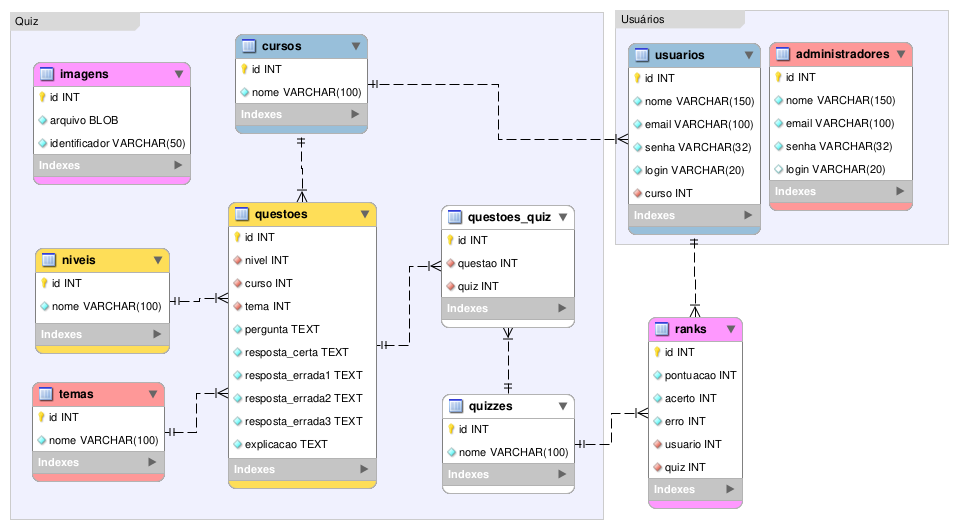 Quiz
Usuários
imagens
id INT
arquivo BLOB
identificador VARCHAR(50)
Indexes
cursos
id INT
nome VARCHAR(100)
Indexes
usuarios
id INT
nome VARCHAR(150)
email VARCHAR(100)
senha VARCHAR(32)
login VARCHAR(20)
curso INT
Indexes
administradores
id INT
nome VARCHAR(150)
email VARCHAR(100)
senha VARCHAR(32)
login VARCHAR(20)
Indexes
niveis
id INT
nome VARCHAR(100)
Indexes
temas
id INT
nome VARCHAR(100)
Indexes
questoes
id INT
nivel INT
curso INT
tema INT
pergunta TEXT
resposta_certa TEXT
resposta_errada1 TEXT
resposta_errada2 TEXT
resposta_errada3 TEXT
explicacao TEXT
Indexes
questoes_quiz
id INT
questao INT
quiz INT
Indexes
quizzes
id INT
nome VARCHAR(100)
Indexes
ranks
id INT
pontuacao INT
acerto INT
erro INT
usuario INT
quiz INT
Indexes